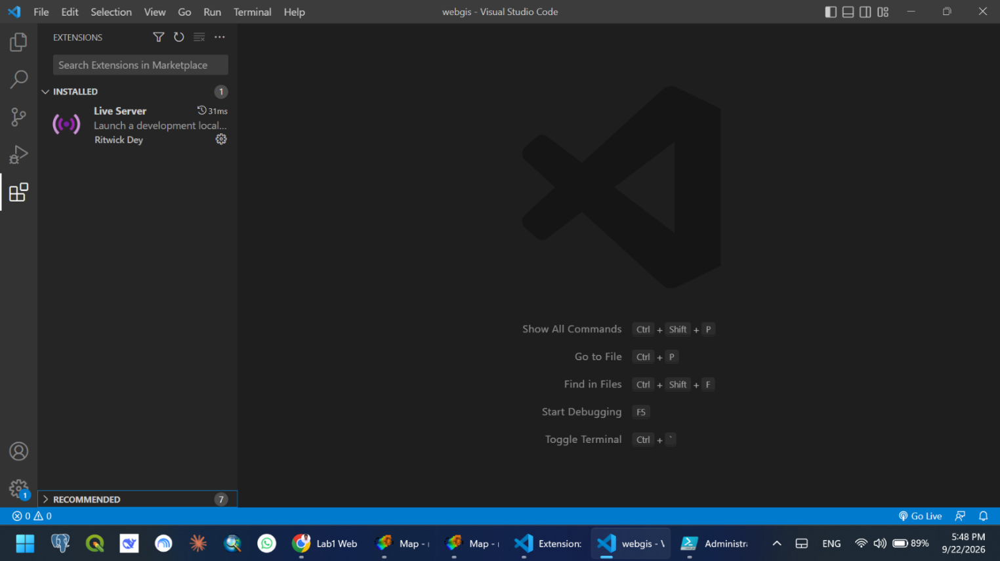 File Edit Selection View Go Run Terminal Help
webgis - Visual Studio Code
EXTENSIONS
Search Extensions in Marketplace
INSTALLED 1
Live Server 31ms
Launch a development local...
Ritwick Dey
Show All Commands Ctrl + Shift + P
Go to File Ctrl + P
Find in Files Ctrl + Shift + F
Start Debugging F5
Toggle Terminal Ctrl + `
1
RECOMMENDED 7
0 0
Go Live
Lab1 Web
Map -
Map -
Extension:
webgis -
Administra
ENG
89%
5:48 PM
9/22/2026